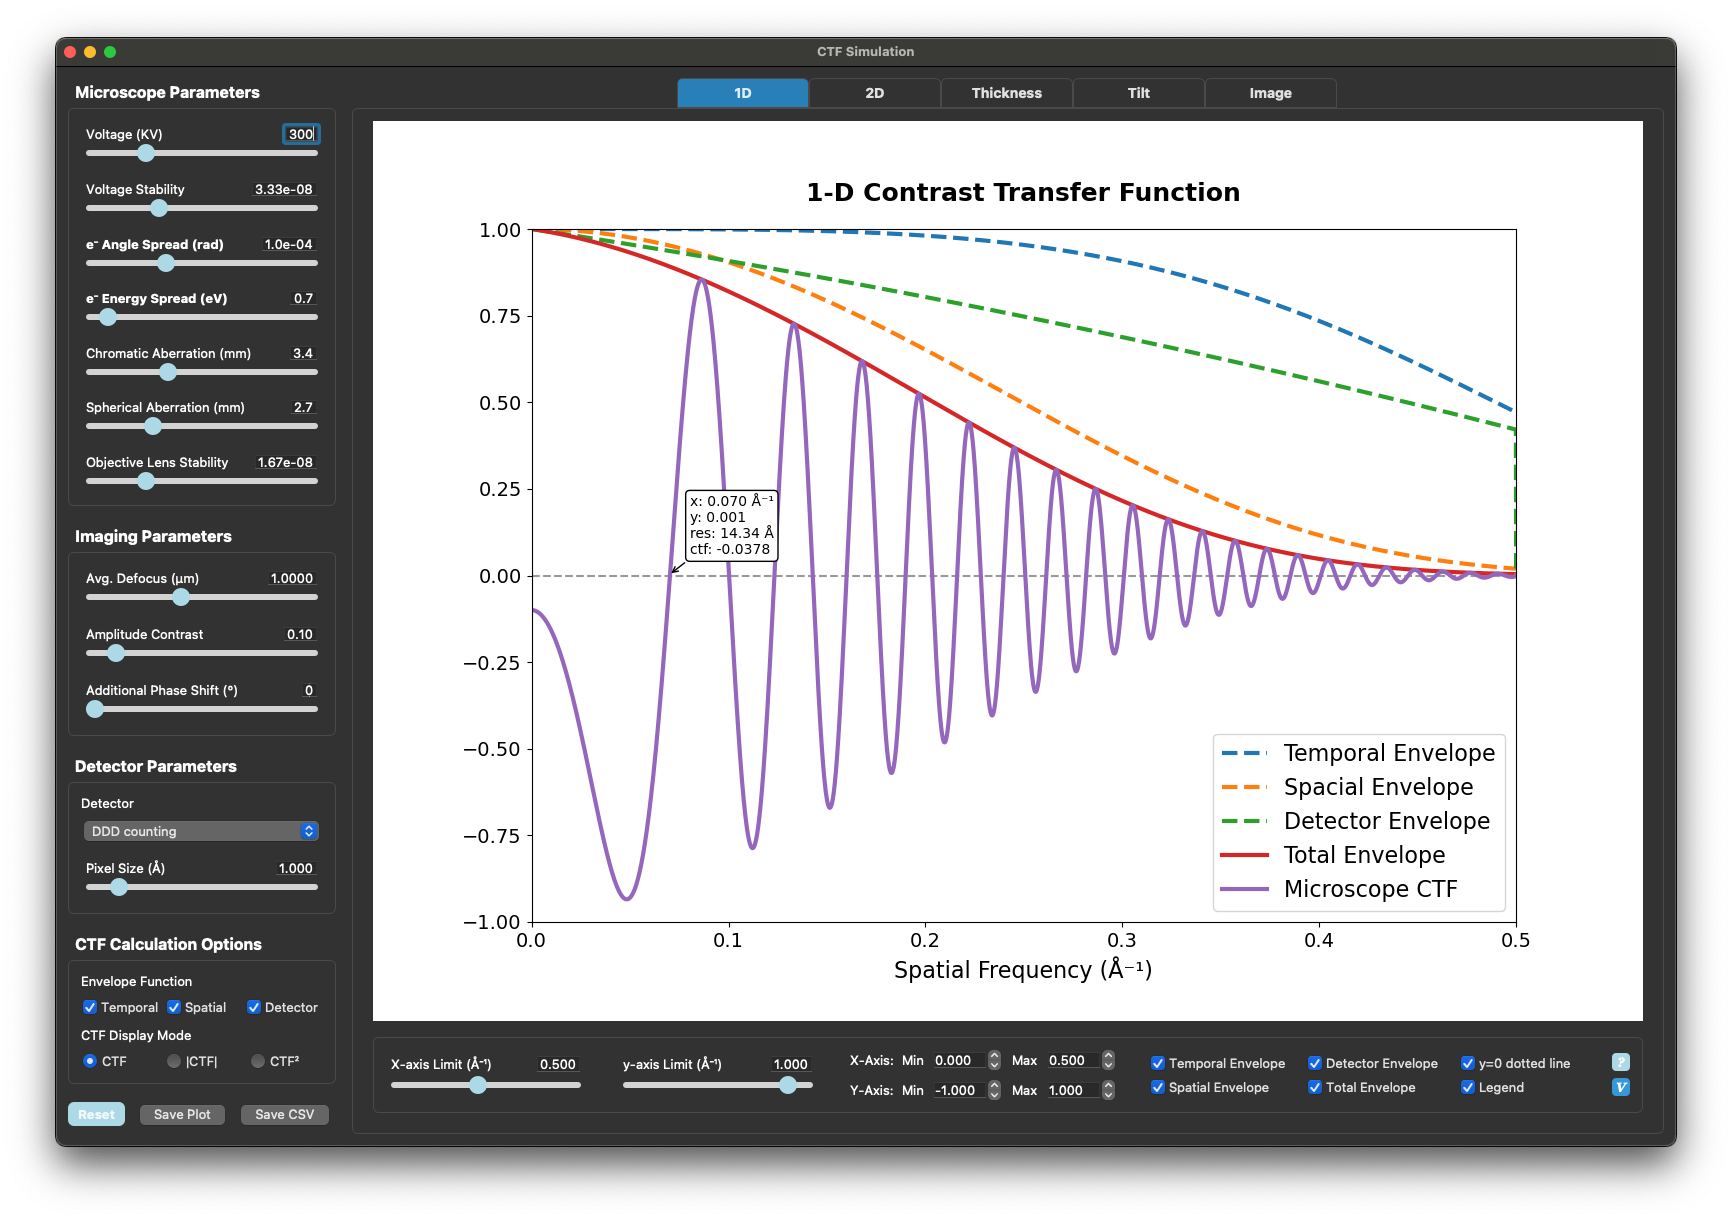 CTF Simulation
Microscope Parameters
Voltage (KV) 300
Voltage Stability 3.33e-08
e⁻ Angle Spread (rad) 1.0e-04
e⁻ Energy Spread (eV) 0.7
Chromatic Aberration (mm) 3.4
Spherical Aberration (mm) 2.7
Objective Lens Stability 1.67e-08
Imaging Parameters
Avg. Defocus (µm) 1.0000
Amplitude Contrast 0.10
Additional Phase Shift (°) 0
Detector Parameters
Detector
DDD counting
Pixel Size (Å) 1.000
CTF Calculation Options
Envelope Function
Temporal Spatial Detector
CTF Display Mode
CTF |CTF| CTF²
Reset Save Plot Save CSV
1D 2D Thickness Tilt Image
1-D Contrast Transfer Function
1.00
0.75
0.50
0.25
0.00
−0.25
−0.50
−0.75
−1.00
x: 0.070 Å⁻¹
y: 0.001
res: 14.34 Å
ctf: -0.0378
Temporal Envelope
Spacial Envelope
Detector Envelope
Total Envelope
Microscope CTF
0.0 0.1 0.2 0.3 0.4 0.5
Spatial Frequency (Å⁻¹)
X-axis Limit (Å⁻¹) 0.500
y-axis Limit (Å⁻¹) 1.000
X-Axis: Min 0.000 Max 0.500
Y-Axis: Min -1.000 Max 1.000
Temporal Envelope Detector Envelope y=0 dotted line ?
Spatial Envelope Total Envelope Legend V